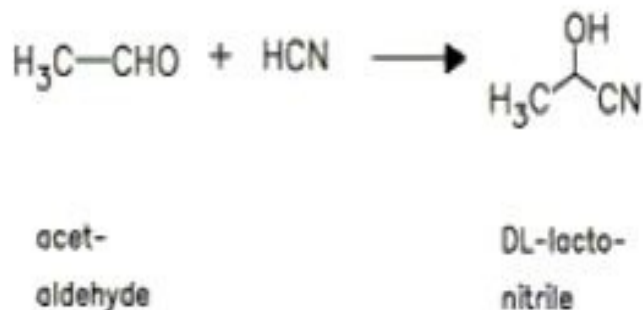 OH
H₃C—CHO + HCN → H₃C CN
acet- DL-lacto-
aldehyde nitrile